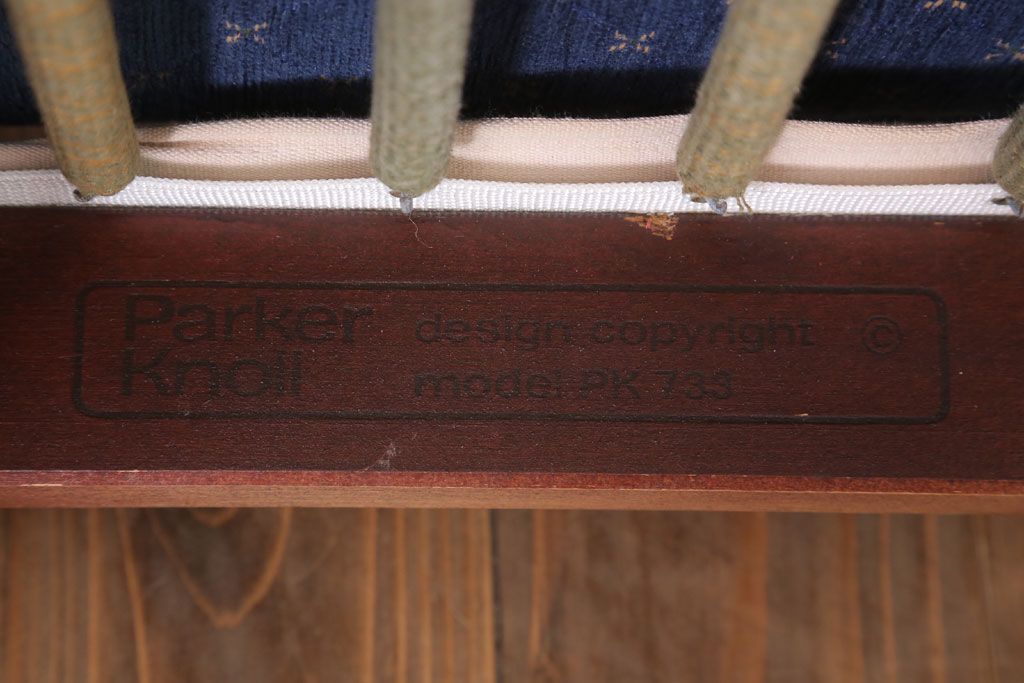 Parker
Knoll
design copyright ©
model PK 733